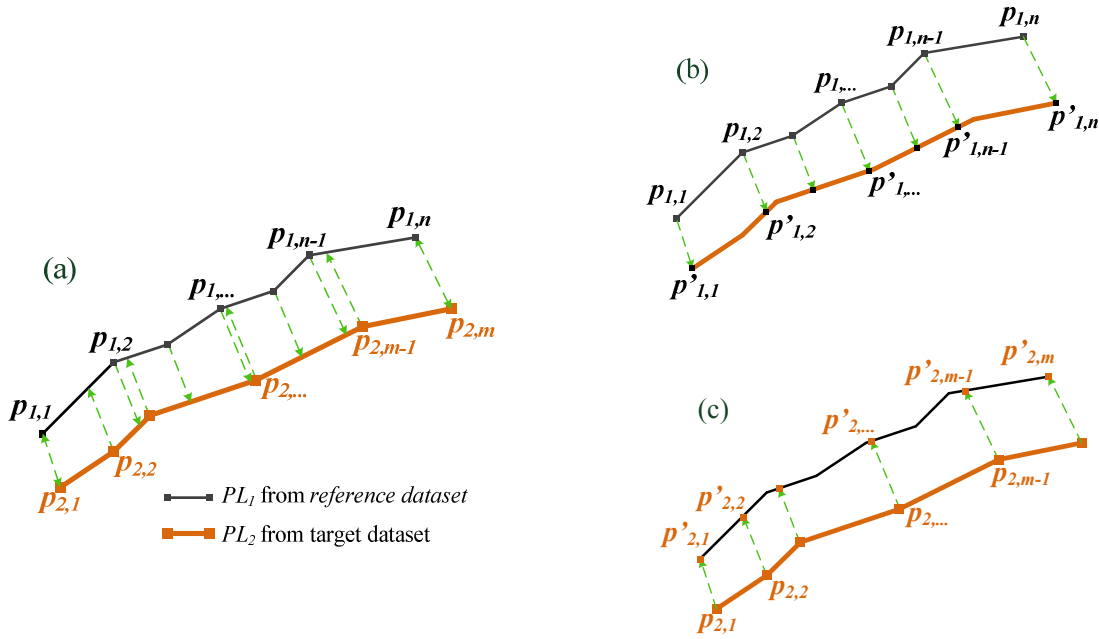 (a)
p1,1
p1,2
p1,...
p1,n-1
p1,n
p2,1
p2,2
p2,...
p2,m-1
p2,m
PL1 from reference dataset
PL2 from target dataset
(b)
p1,1
p1,2
p1,...
p1,n-1
p1,n
p'1,1
p'1,2
p'1,...
p'1,n-1
p'1,n
(c)
p'2,1
p'2,2
p'2,...
p'2,m-1
p'2,m
p2,1
p2,2
p2,...
p2,m-1